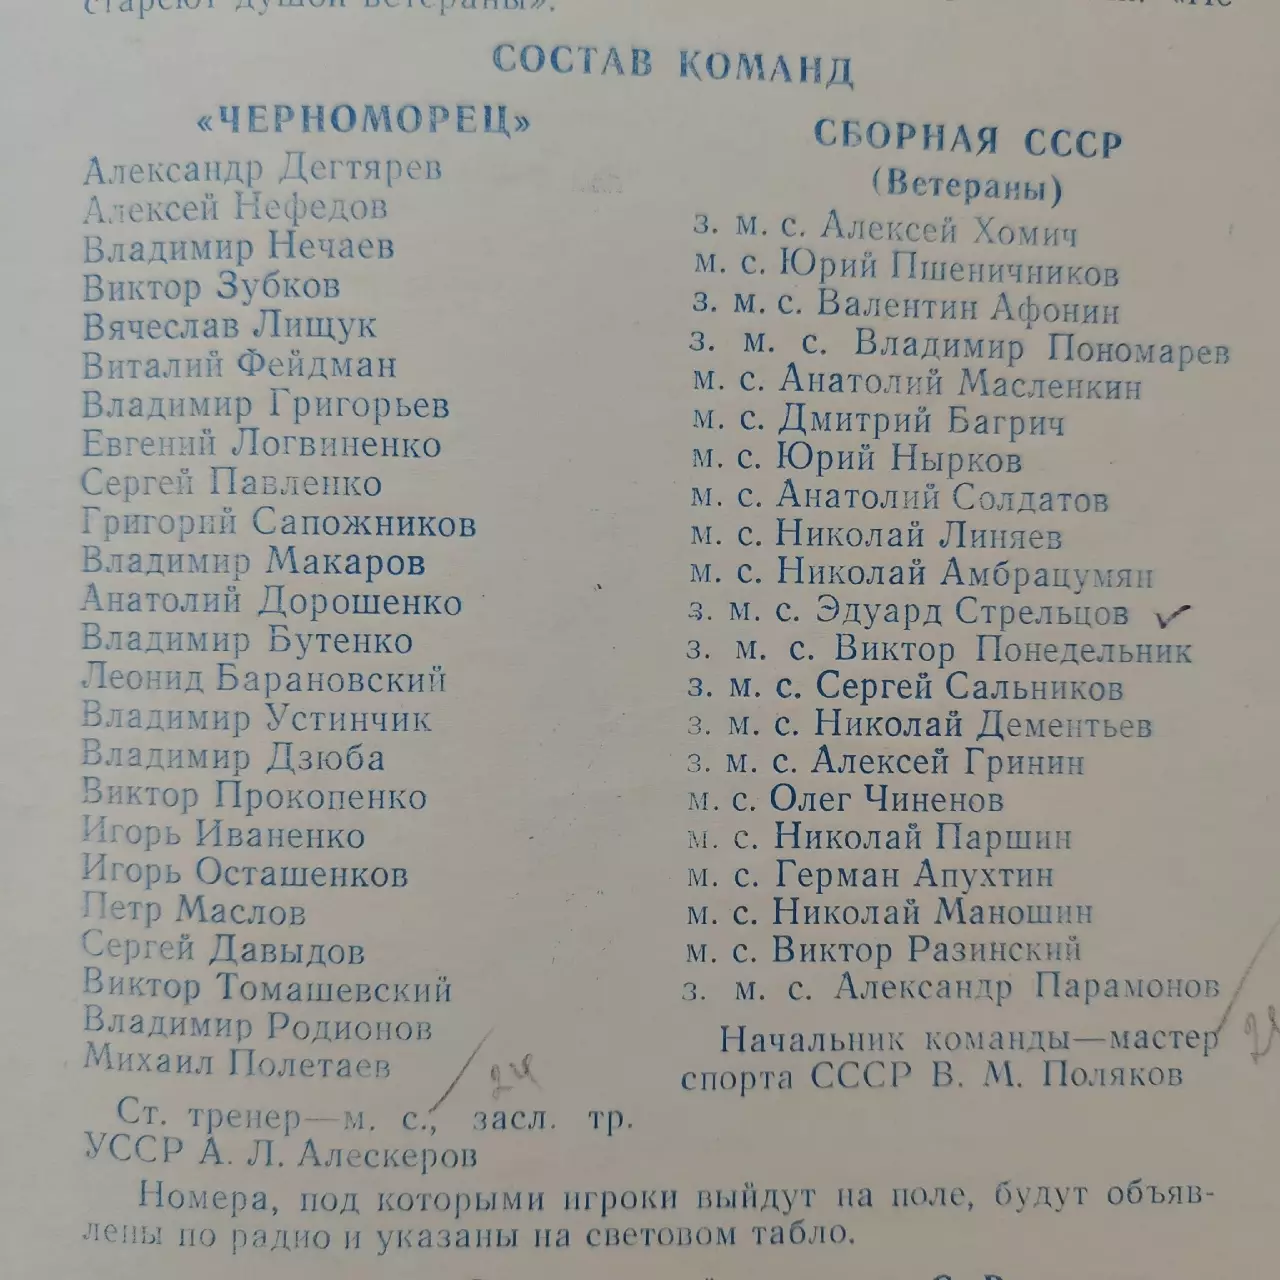 стареют душой ветераны».
СОСТАВ КОМАНД
«ЧЕРНОМОРЕЦ»
Александр Дегтярев
Алексей Нефедов
Владимир Нечаев
Виктор Зубков
Вячеслав Лищук
Виталий Фейдман
Владимир Григорьев
Евгений Логвиненко
Сергей Павленко
Григорий Сапожников
Владимир Макаров
Анатолий Дорошенко
Владимир Бутенко
Леонид Барановский
Владимир Устинчик
Владимир Дзюба
Виктор Прокопенко
Игорь Иваненко
Игорь Осташенков
Петр Маслов
Сергей Давыдов
Виктор Томашевский
Владимир Родионов
Михаил Полетаев
24
Ст. тренер—м. с., засл. тр.
УССР А. Л. Алескеров
СБОРНАЯ СССР
(Ветераны)
з. м. с. Алексей Хомич
м. с. Юрий Пшеничников
з. м. с. Валентин Афонин
з. м. с. Владимир Пономарев
м. с. Анатолий Масленкин
м. с. Дмитрий Багрич
м. с. Юрий Нырков
м. с. Анатолий Солдатов
м. с. Николай Линяев
м. с. Николай Амбрацумян
з. м. с. Эдуард Стрельцов ✓
з. м. с. Виктор Понедельник
з. м. с. Сергей Сальников
з. м. с. Николай Дементьев
з. м. с. Алексей Гринин
м. с. Олег Чиненов
м. с. Николай Паршин
м. с. Герман Апухтин
м. с. Николай Маношин
м. с. Виктор Разинский
з. м. с. Александр Парамонов
Начальник команды—мастер
спорта СССР В. М. Поляков
Номера, под которыми игроки выйдут на поле, будут объяв-
лены по радио и указаны на световом табло.